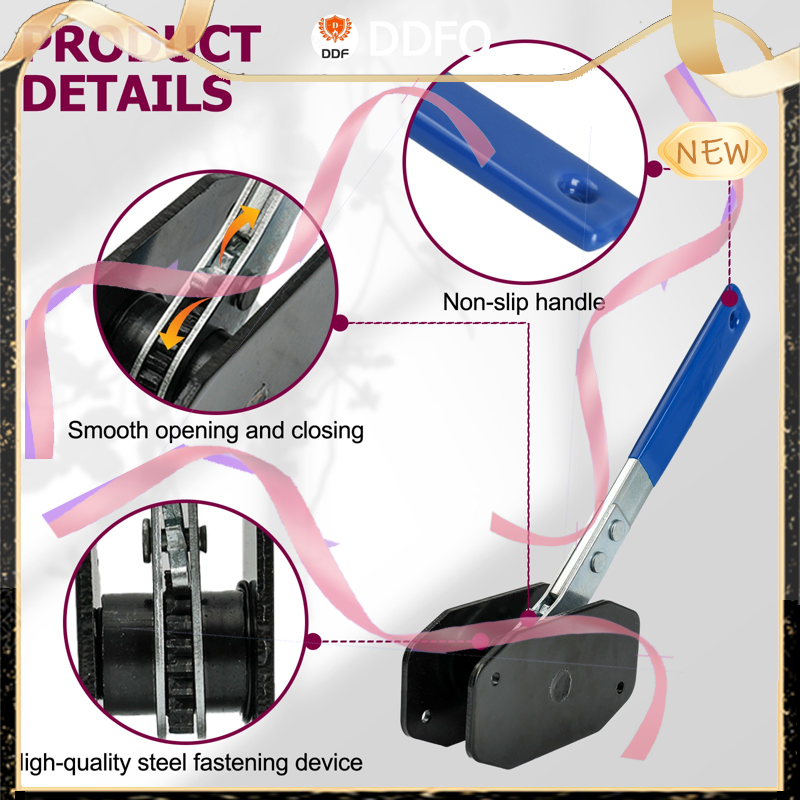 PRODUCT
DETAILS
DDF
DDFO
NEW
Non-slip handle
Smooth opening and closing
ligh-quality steel fastening device